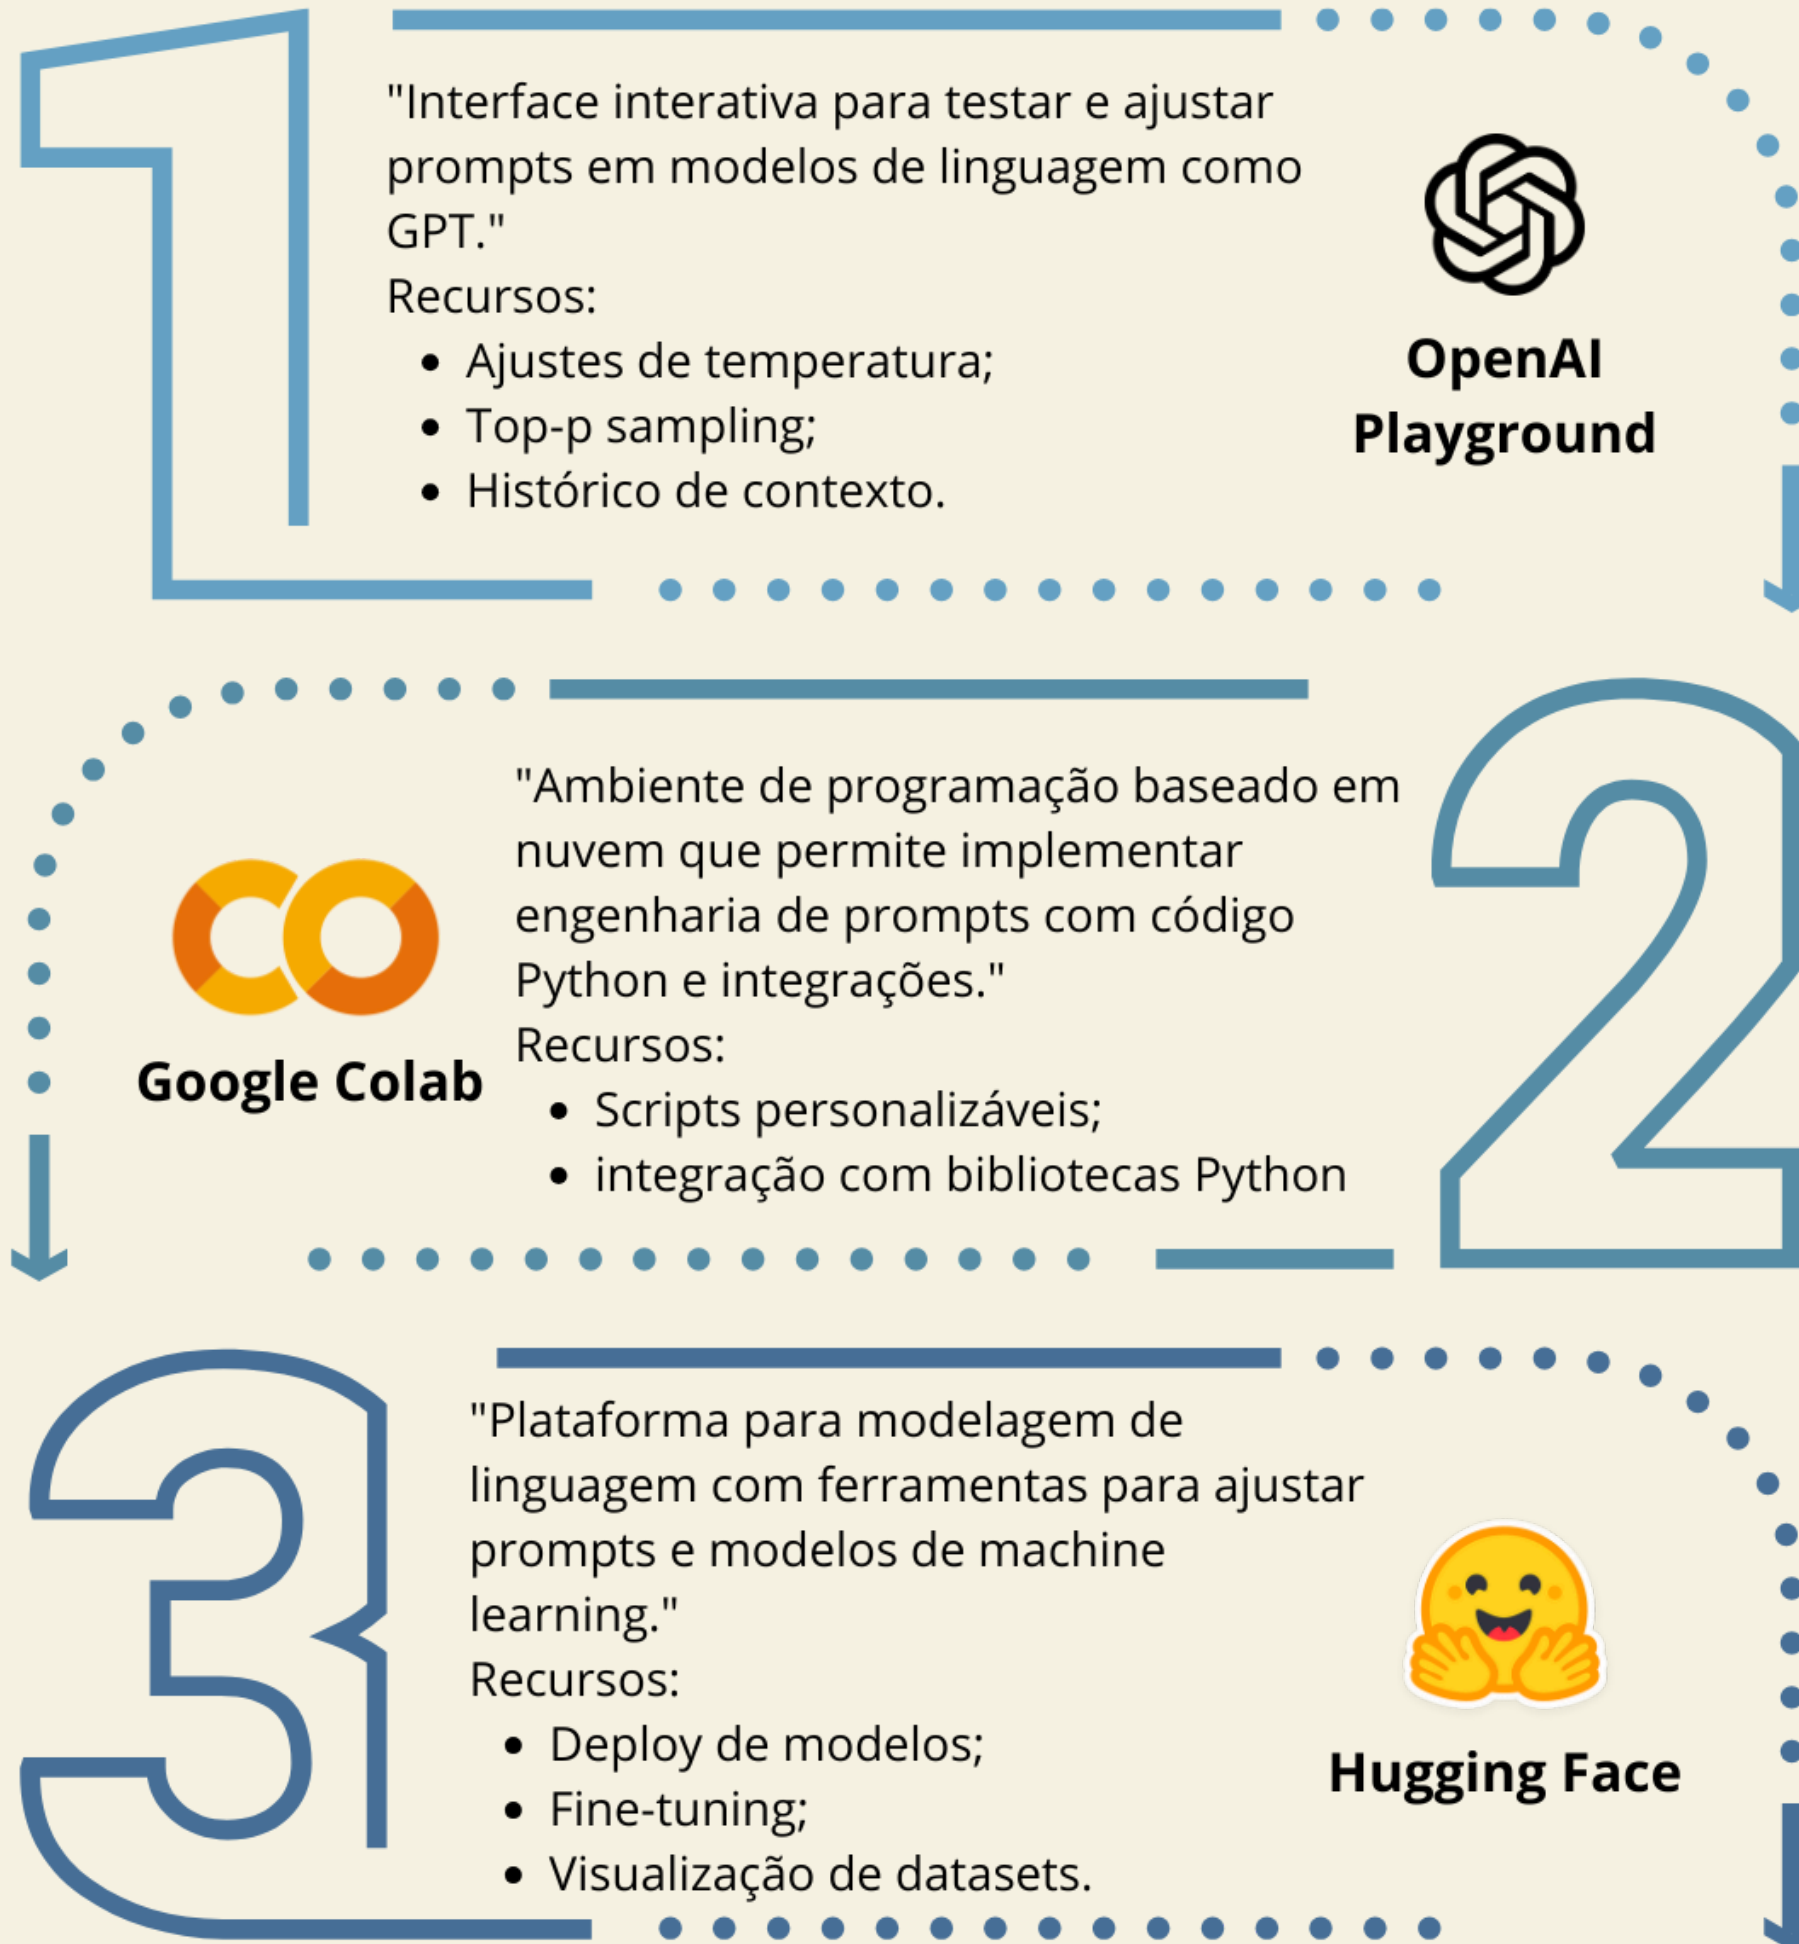 1
"Interface interativa para testar e ajustar
prompts em modelos de linguagem como
GPT."
Recursos:
• Ajustes de temperatura;
• Top-p sampling;
• Histórico de contexto.
OpenAI
Playground
2
"Ambiente de programação baseado em
nuvem que permite implementar
engenharia de prompts com código
Python e integrações."
Recursos:
• Scripts personalizáveis;
• integração com bibliotecas Python
Google Colab
3
"Plataforma para modelagem de
linguagem com ferramentas para ajustar
prompts e modelos de machine
learning."
Recursos:
• Deploy de modelos;
• Fine-tuning;
• Visualização de datasets.
Hugging Face